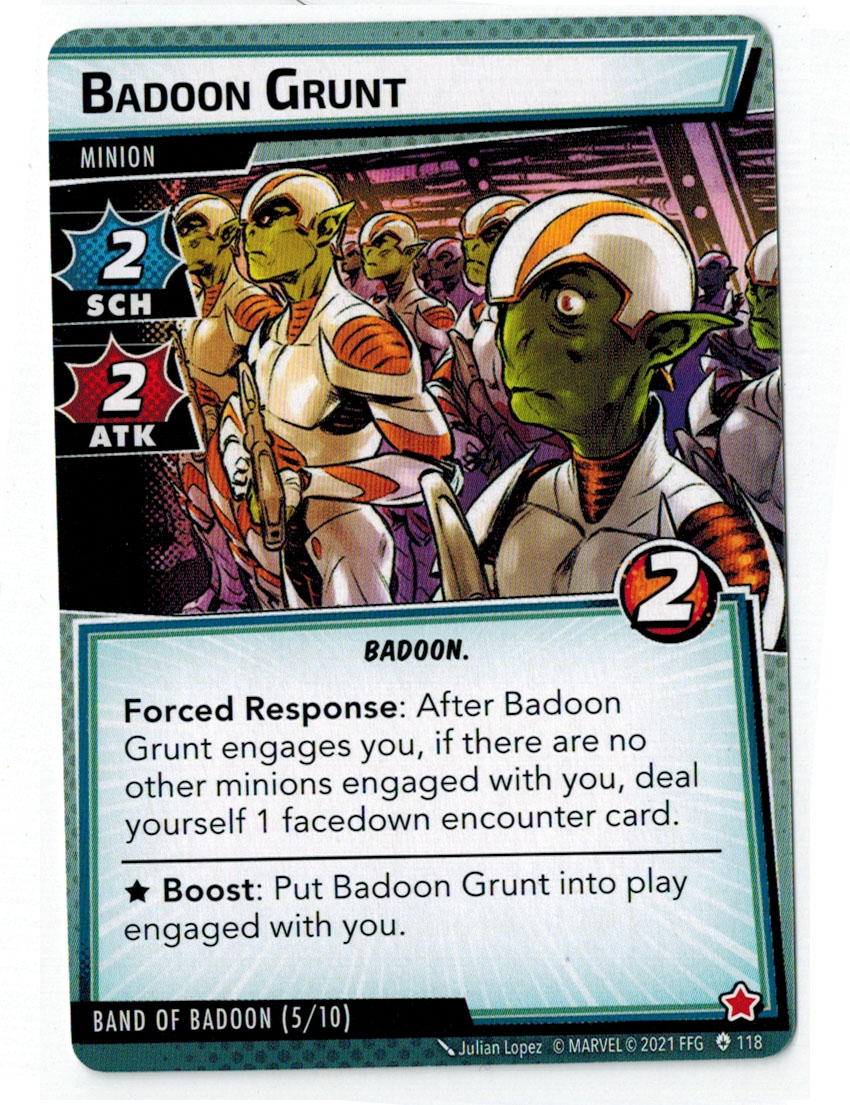 BADOON GRUNT
MINION
2
SCH
2
ATK
2
BADOON.
Forced Response: After Badoon
Grunt engages you, if there are no
other minions engaged with you, deal
yourself 1 facedown encounter card.
★ Boost: Put Badoon Grunt into play
engaged with you.
BAND OF BADOON (5/10)
Julian Lopez © MARVEL © 2021 FFG 118